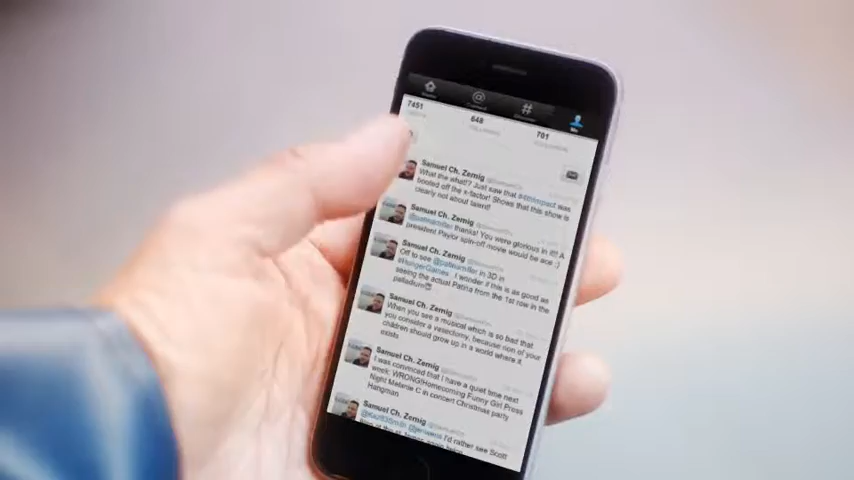 7451
648
701
Samuel Ch. Zernig
What the what!? Just saw that was
booted off the x-factor! Shows that this show is
clearly not about talent!
Samuel Ch. Zernig
thanks! You were glorious in it!! A
president Paylor spin-off movie would be ace :)
Samuel Ch. Zernig
Off to see in 3D in
#HungerGames. I wonder if this is as good as
seeing the actual Patina from the 1st row in the
palladium
Samuel Ch. Zernig
When you see a musical which is so bad that
you consider a vasectomy, because non of your
children should grow up in a world where it
exists
Samuel Ch. Zernig
I was convinced that I have a quiet time next
week: WRONG!Homecoming Funny Girl Press
Night Melanie C in concert Christmas party
Hangman
Samuel Ch. Zernig
I'd rather see Scott